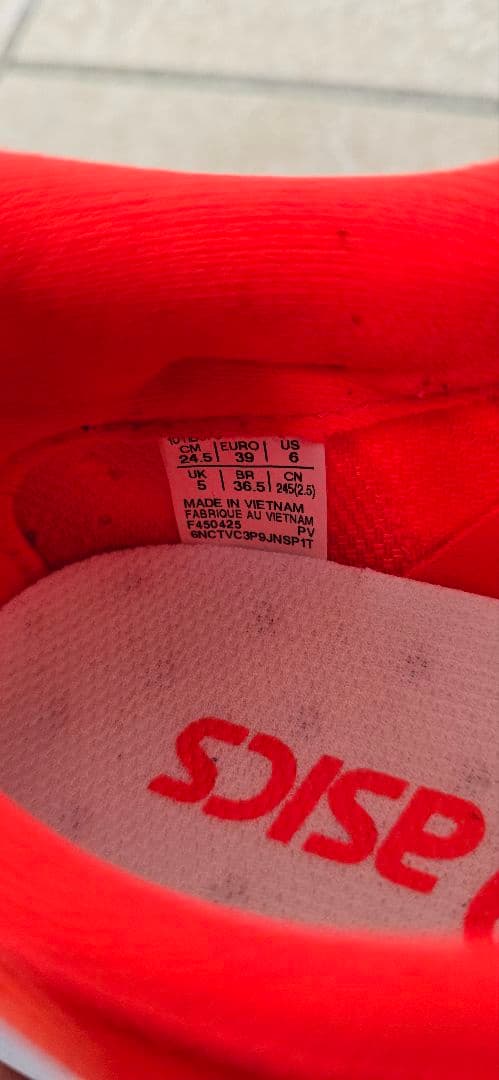 CM | EURO | US
24.5 | 39 | 6
UK | BR | CN
5 | 36.5 | 245(2.5)
MADE IN VIETNAM
FABRIQUE AU VIETNAM
F450425 PV
6NCTVC3P9JNSP1T
asics